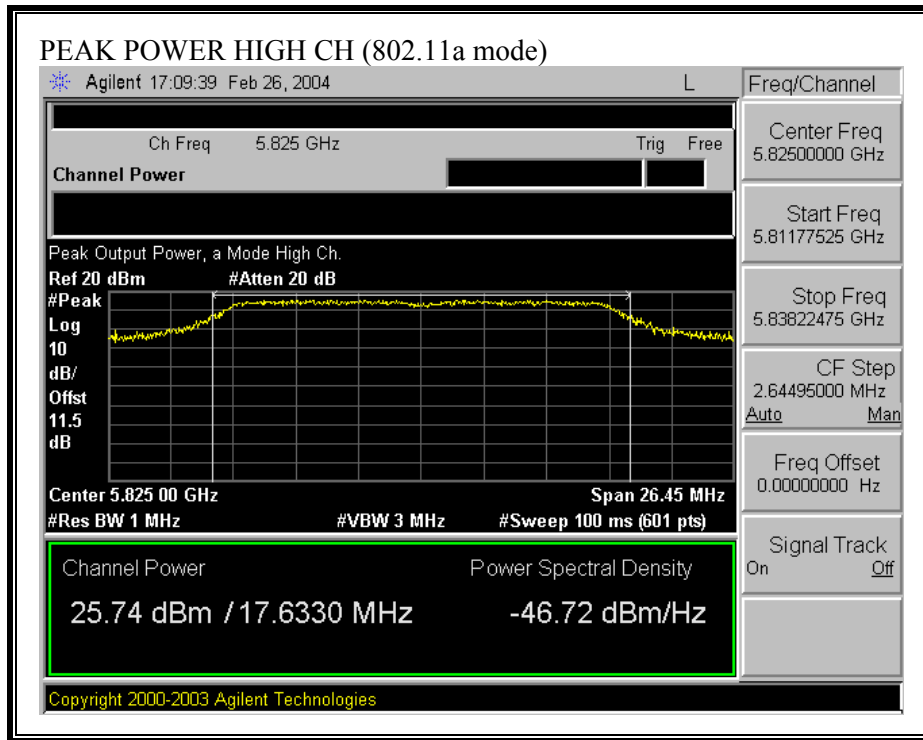 PEAK POWER HIGH CH (802.11a mode)
Agilent 17:09:39 Feb 26, 2004 L
Freq/Channel
Ch Freq 5.825 GHz Trig Free
Channel Power
Center Freq
5.82500000 GHz
Start Freq
5.81177525 GHz
Stop Freq
5.83822475 GHz
CF Step
2.64495000 MHz
Auto Man
Freq Offset
0.00000000 Hz
Signal Track
On Off
Peak Output Power, a Mode High Ch.
Ref 20 dBm #Atten 20 dB
#Peak
Log
10
dB/
Offst
11.5
dB
Center 5.825 00 GHz Span 26.45 MHz
#Res BW 1 MHz #VBW 3 MHz #Sweep 100 ms (601 pts)
Channel Power Power Spectral Density
25.74 dBm / 17.6330 MHz -46.72 dBm/Hz
Copyright 2000-2003 Agilent Technologies